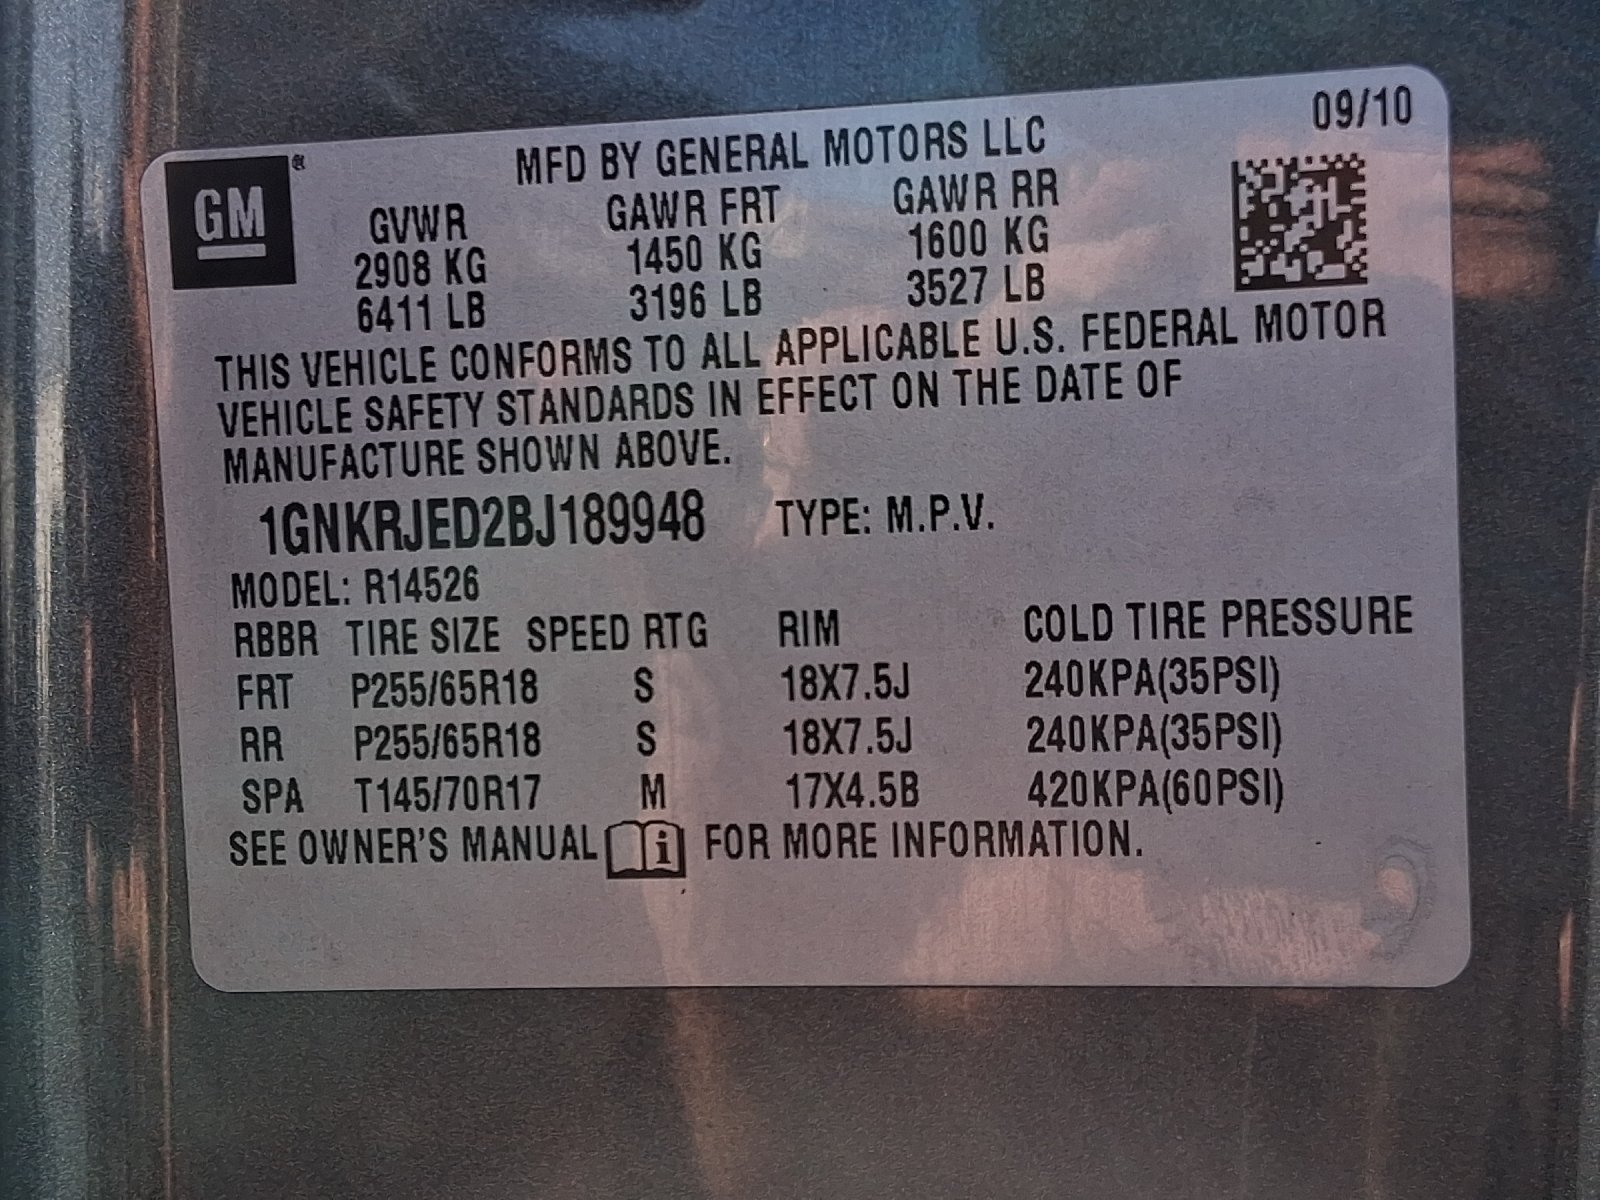 09/10
GM
MFD BY GENERAL MOTORS LLC
GVWR GAWR FRT GAWR RR
2908 KG 1450 KG 1600 KG
6411 LB 3196 LB 3527 LB
THIS VEHICLE CONFORMS TO ALL APPLICABLE U.S. FEDERAL MOTOR
VEHICLE SAFETY STANDARDS IN EFFECT ON THE DATE OF
MANUFACTURE SHOWN ABOVE.
1GNKRJED2BJ189948 TYPE: M.P.V.
MODEL: R14526
RBBR TIRE SIZE SPEED RTG RIM COLD TIRE PRESSURE
FRT P255/65R18 S 18X7.5J 240KPA(35PSI)
RR P255/65R18 S 18X7.5J 240KPA(35PSI)
SPA T145/70R17 M 17X4.5B 420KPA(60PSI)
SEE OWNER'S MANUAL i FOR MORE INFORMATION.